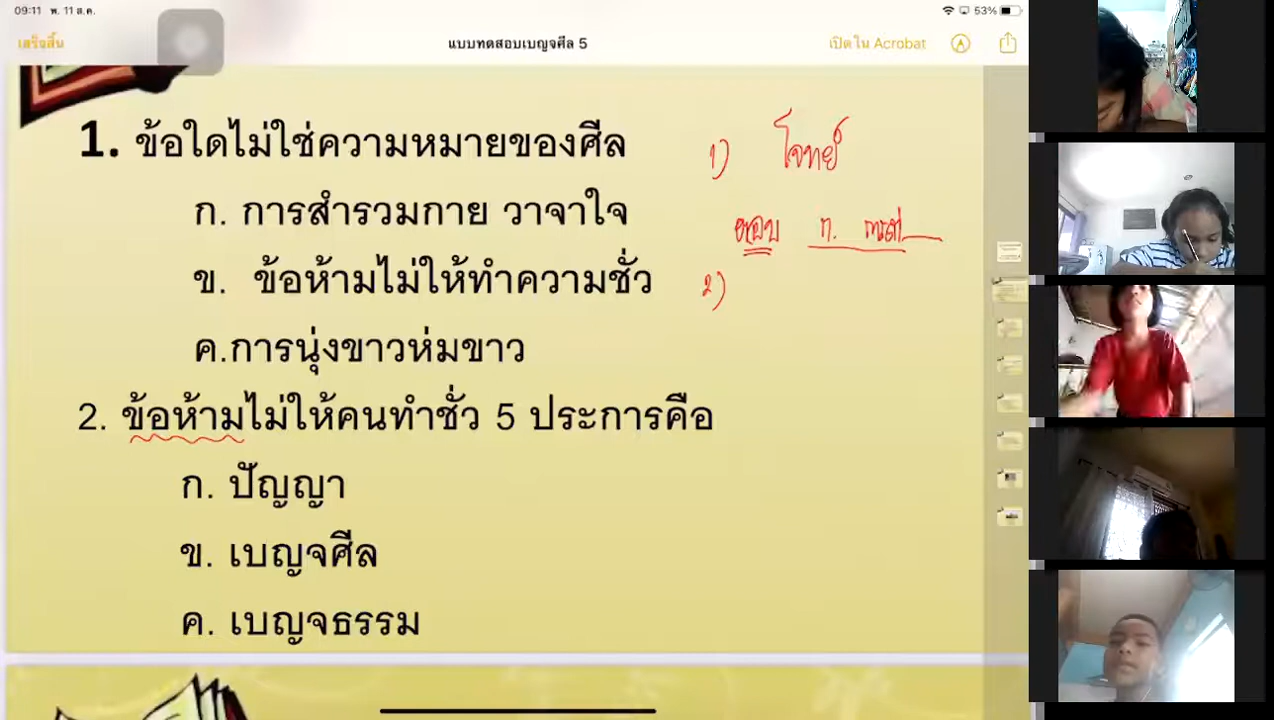 09:11 พ. 11 ส.ค.
53%
เสร็จสิ้น
แบบทดสอบเบญจศีล 5
เปิดใน Acrobat
1. ข้อใดไม่ใช่ความหมายของศีล
ก. การสำรวมกาย วาจาใจ
ข. ข้อห้ามไม่ให้ทำความชั่ว
ค.การนุ่งขาวห่มขาว
2. ข้อห้ามไม่ให้คนทำชั่ว 5 ประการคือ
ก. ปัญญา
ข. เบญจศีล
ค. เบญจธรรม
1) โจทย์
ตอบ ก.
2)